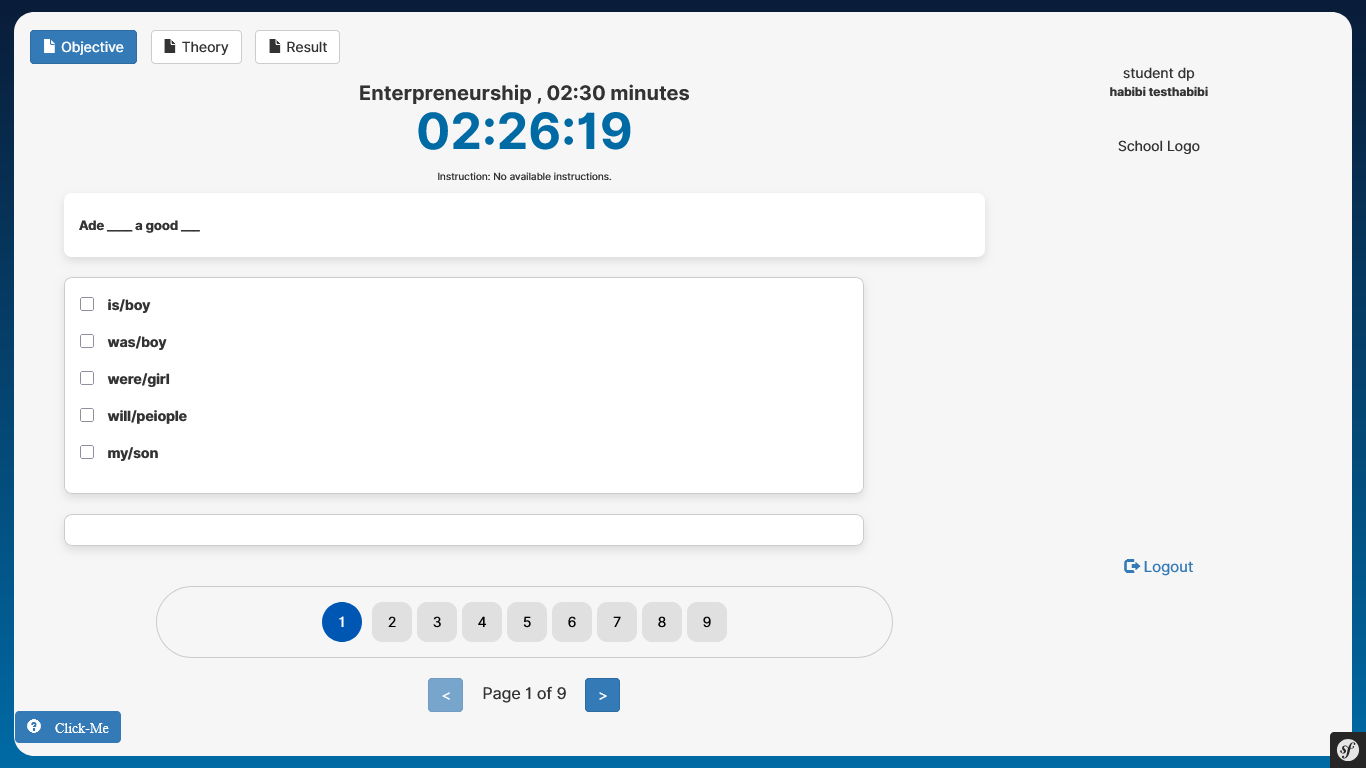 Objective
Theory
Result
student dp
habibi testhabibi
Enterpreneurship , 02:30 minutes
02:26:19
School Logo
Instruction: No available instructions.
Ade ____ a good ___
is/boy
was/boy
were/girl
will/peiople
my/son
Logout
1 2 3 4 5 6 7 8 9
< Page 1 of 9 >
Click-Me
sf